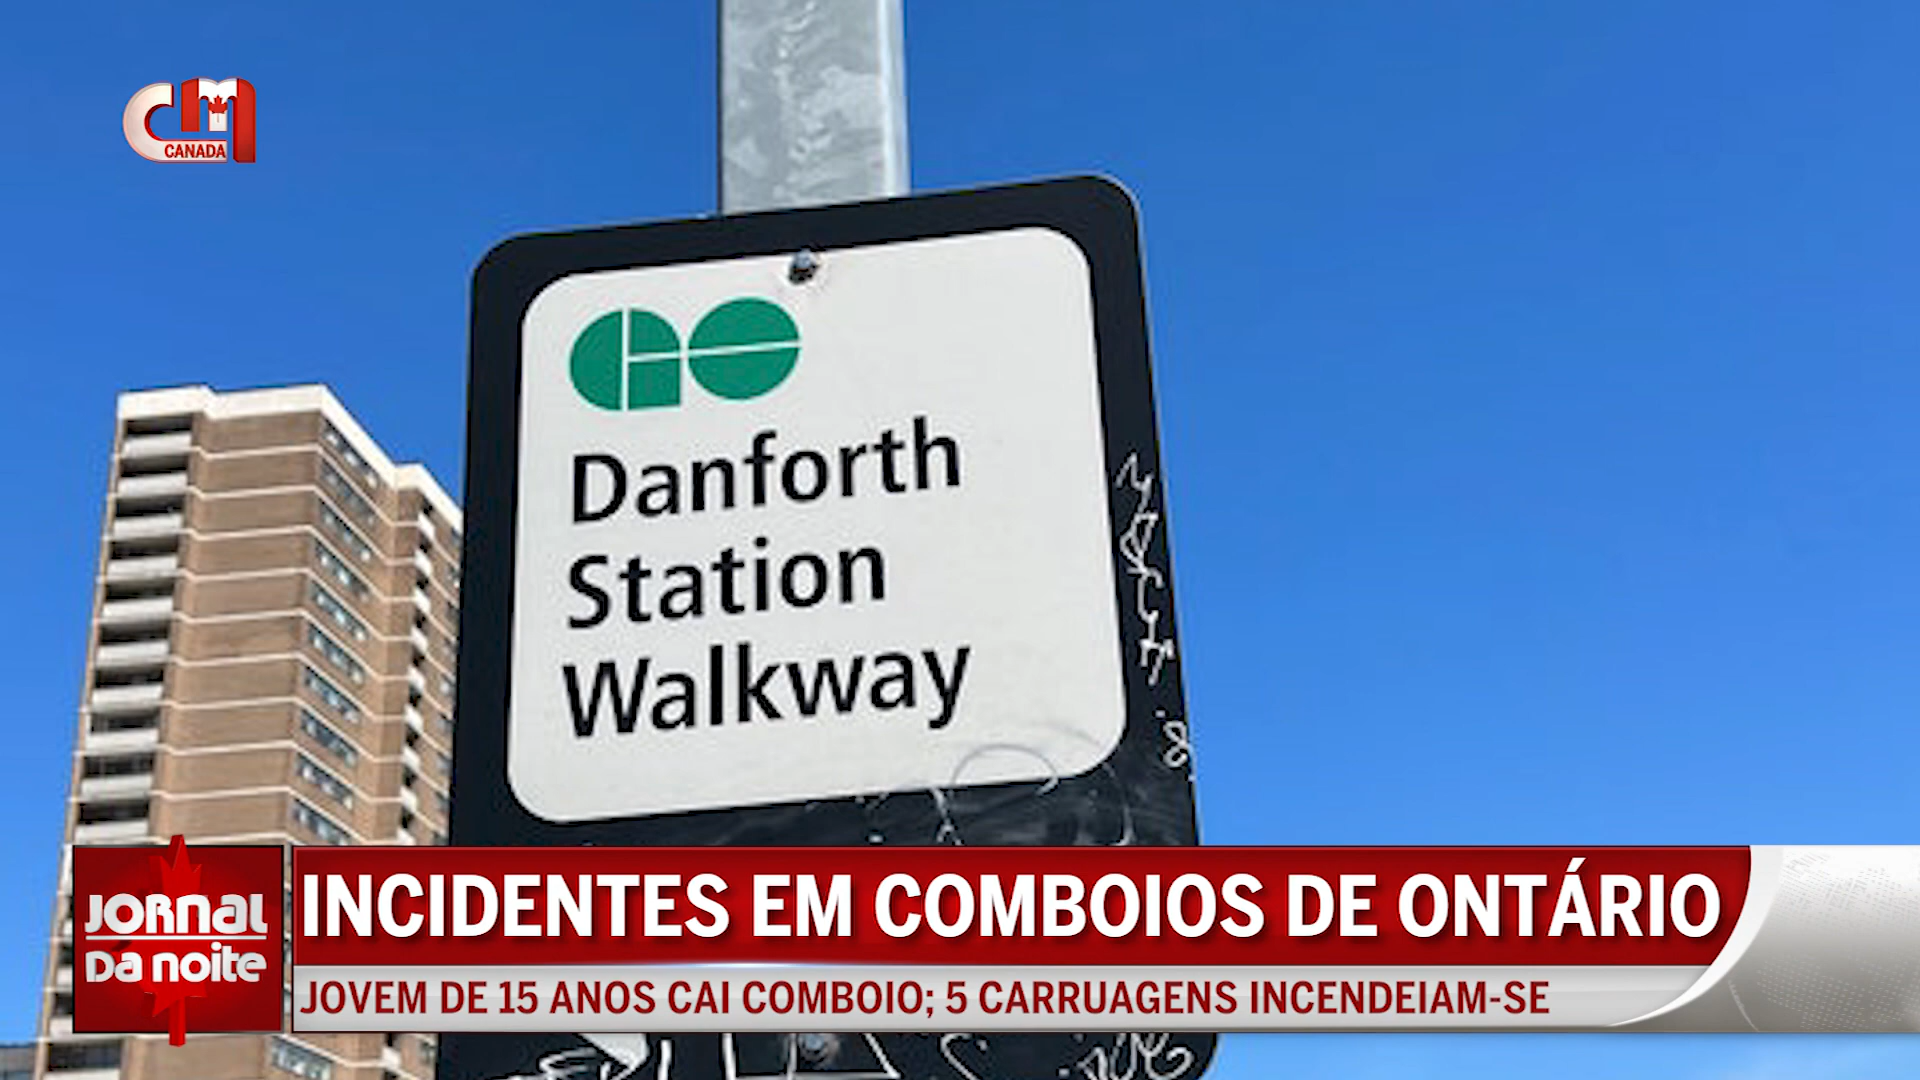 CM
CANADA
GO
Danforth
Station
Walkway
JORNAL
DA NOITE
INCIDENTES EM COMBOIOS DE ONTÁRIO
JOVEM DE 15 ANOS CAI COMBOIO; 5 CARRUAGENS INCENDEIAM-SE